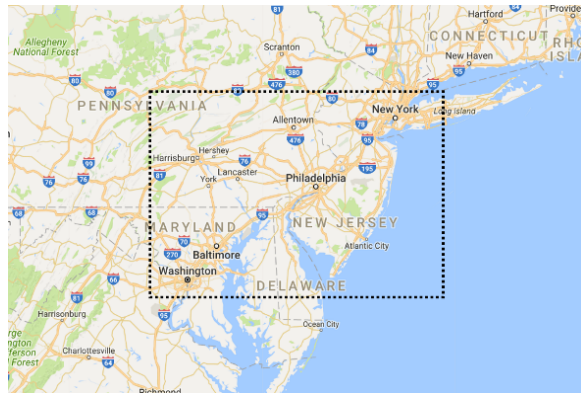 81
Hartford
Provide
Allegheny
National Forest
Scranton
84
CONNECTICUT
RHO
ISLA
New Haven
80
380
95
476
80
80
95
PENNSYLVANIA
New York
Long Island
Allentown
78
476
95
Harrisburg
Hershey
76
99
81
Lancaster
195
76
76
York
Philadelphia
68
68
95
MARYLAND
NEW JERSEY
70
Atlantic City
270
Baltimore
Washington
66
DELAWARE
81
Harrisonburg
95
Ocean City
Charlottesville
64
Richmond